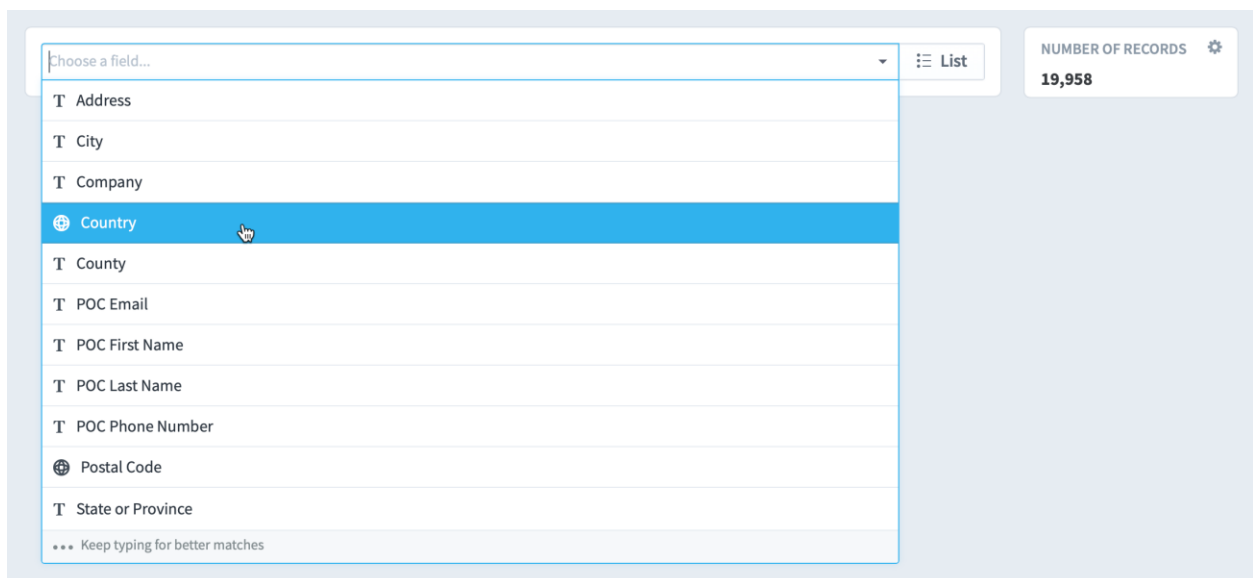 Choose a field...
List
NUMBER OF RECORDS
19,958
T Address
T City
T Company
Country
T County
T POC Email
T POC First Name
T POC Last Name
T POC Phone Number
Postal Code
T State or Province
... Keep typing for better matches